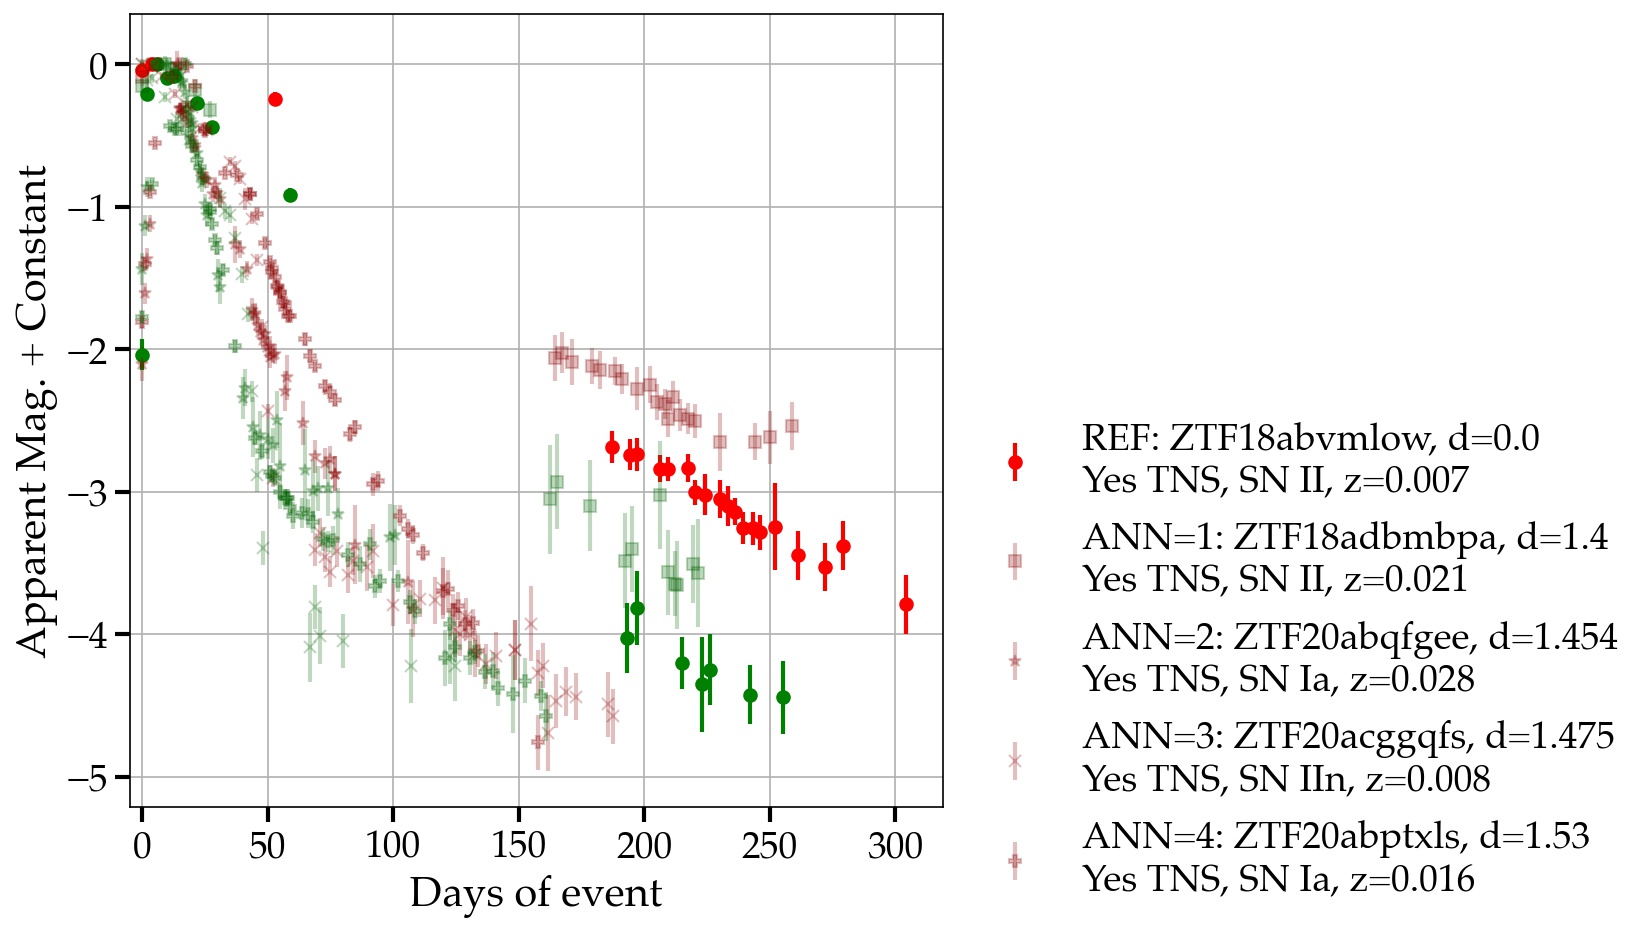 Apparent Mag. + Constant
0
−1
−2
−3
−4
−5
0 50 100 150 200 250 300
Days of event
REF: ZTF18abvmlow, d=0.0
Yes TNS, SN II, z=0.007
ANN=1: ZTF18adbmbpa, d=1.4
Yes TNS, SN II, z=0.021
ANN=2: ZTF20abqfgee, d=1.454
Yes TNS, SN Ia, z=0.028
ANN=3: ZTF20acggqfs, d=1.475
Yes TNS, SN IIn, z=0.008
ANN=4: ZTF20abptxls, d=1.53
Yes TNS, SN Ia, z=0.016